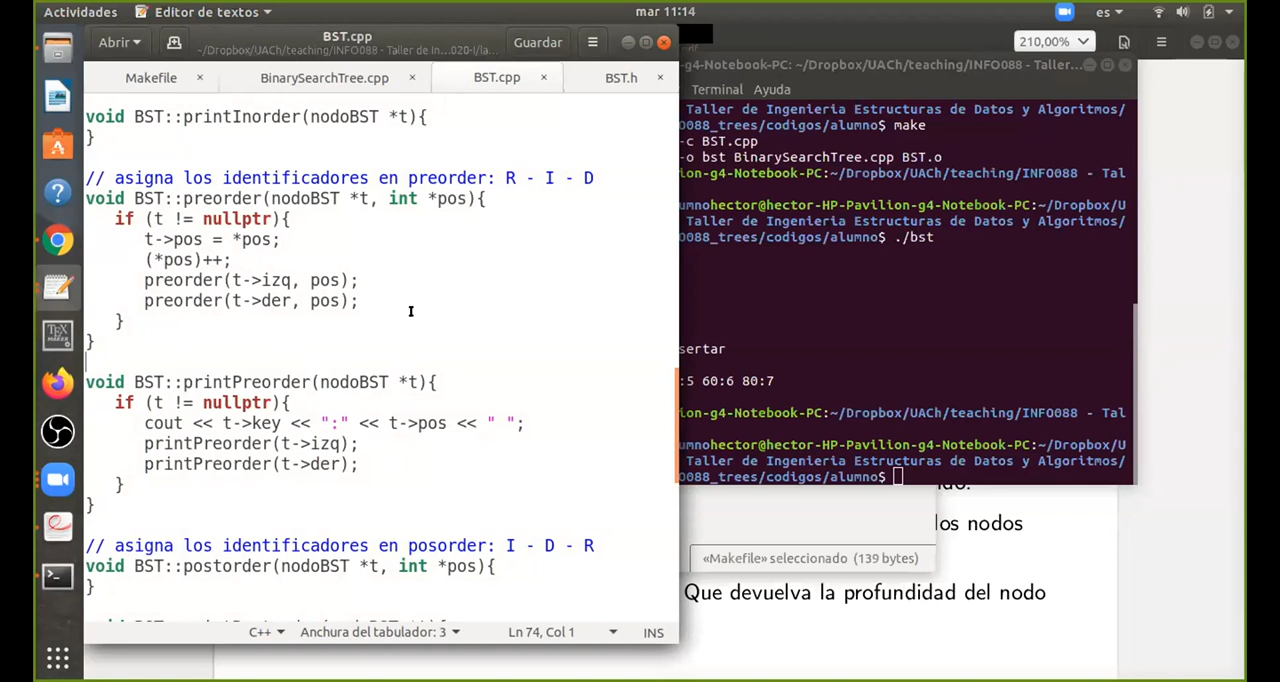 Actividades
Editor de textos
mar 11:14
es
Abrir
BST.cpp
~/Dropbox/UACh/teaching/INFO088 - Taller de In...020-I/la...
Guardar
210,00%
Makefile
BinarySearchTree.cpp
BST.cpp
BST.h
void BST::printInorder(nodoBST *t){
}
// asigna los identificadores en preorder: R - I - D
void BST::preorder(nodoBST *t, int *pos){
if (t != nullptr){
t->pos = *pos;
(*pos)++;
preorder(t->izq, pos);
preorder(t->der, pos);
}
}
void BST::printPreorder(nodoBST *t){
if (t != nullptr){
cout << t->key << ":" << t->pos << " ";
printPreorder(t->izq);
printPreorder(t->der);
}
}
// asigna los identificadores en posorder: I - D - R
void BST::postorder(nodoBST *t, int *pos){
}
C++
Anchura del tabulador: 3
Ln 74, Col 1
INS
-g4-Notebook-PC: ~/Dropbox/UACh/teaching/INFO088 - Taller...
Terminal
Ayuda
Taller de Ingenieria Estructuras de Datos y Algoritmos/
O088_trees/codigos/alumno$ make
-c BST.cpp
-o bst BinarySearchTree.cpp BST.o
ion-g4-Notebook-PC:~/Dropbox/UACh/teaching/INFO088 - Tal
umnohector@hector-HP-Pavilion-g4-Notebook-PC:~/Dropbox/U
Taller de Ingenieria Estructuras de Datos y Algoritmos/
O088_trees/codigos/alumno$ ./bst
sertar
:5 60:6 80:7
ion-g4-Notebook-PC:~/Dropbox/UACh/teaching/INFO088 - Tal
umnohector@hector-HP-Pavilion-g4-Notebook-PC:~/Dropbox/U
Taller de Ingenieria Estructuras de Datos y Algoritmos/
O088_trees/codigos/alumno$
los nodos
«Makefile» seleccionado (139 bytes)
Que devuelva la profundidad del nodo